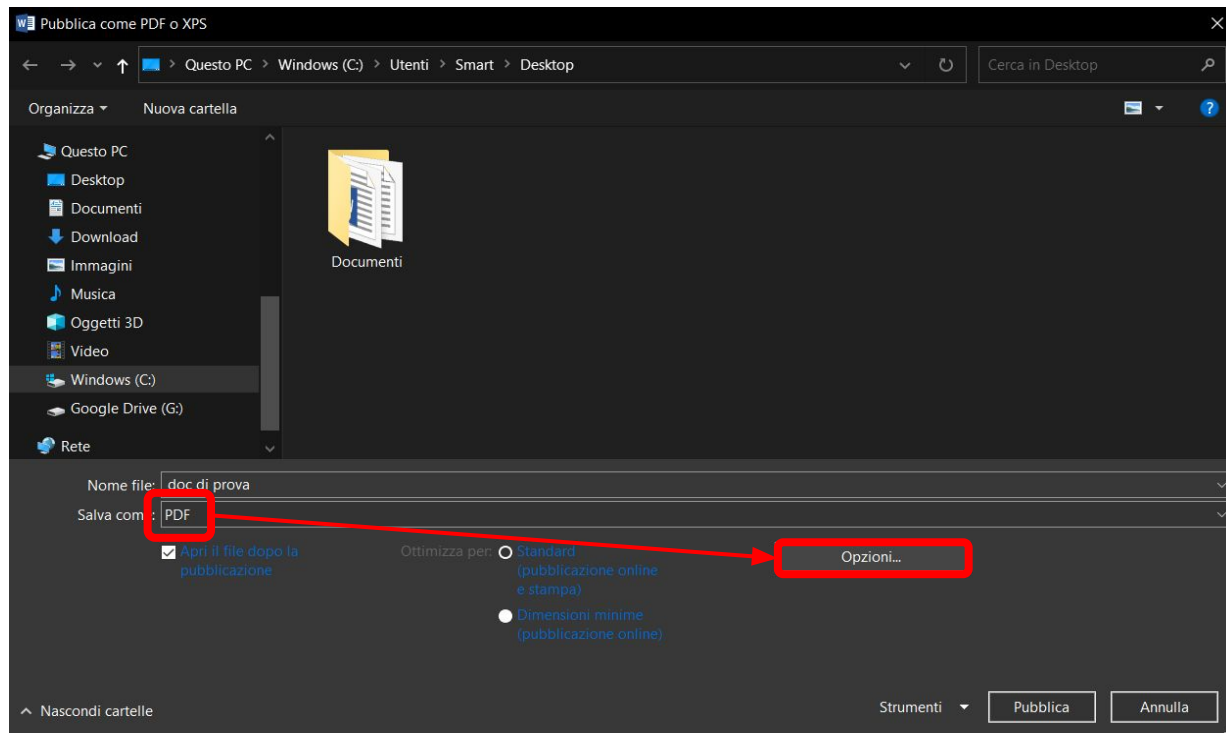 Pubblica come PDF o XPS
Questo PC > Windows (C:) > Utenti > Smart > Desktop
Cerca in Desktop
Organizza
Nuova cartella
Questo PC
Desktop
Documenti
Download
Immagini
Musica
Oggetti 3D
Video
Windows (C:)
Google Drive (G:)
Rete
Documenti
Nome file: doc di prova
Salva com : PDF
Apri il file dopo la
pubblicazione
Ottimizza per:
Standard
(pubblicazione online
e stampa)
Dimensioni minime
(pubblicazione online)
Opzioni...
Nascondi cartelle
Strumenti
Pubblica
Annulla